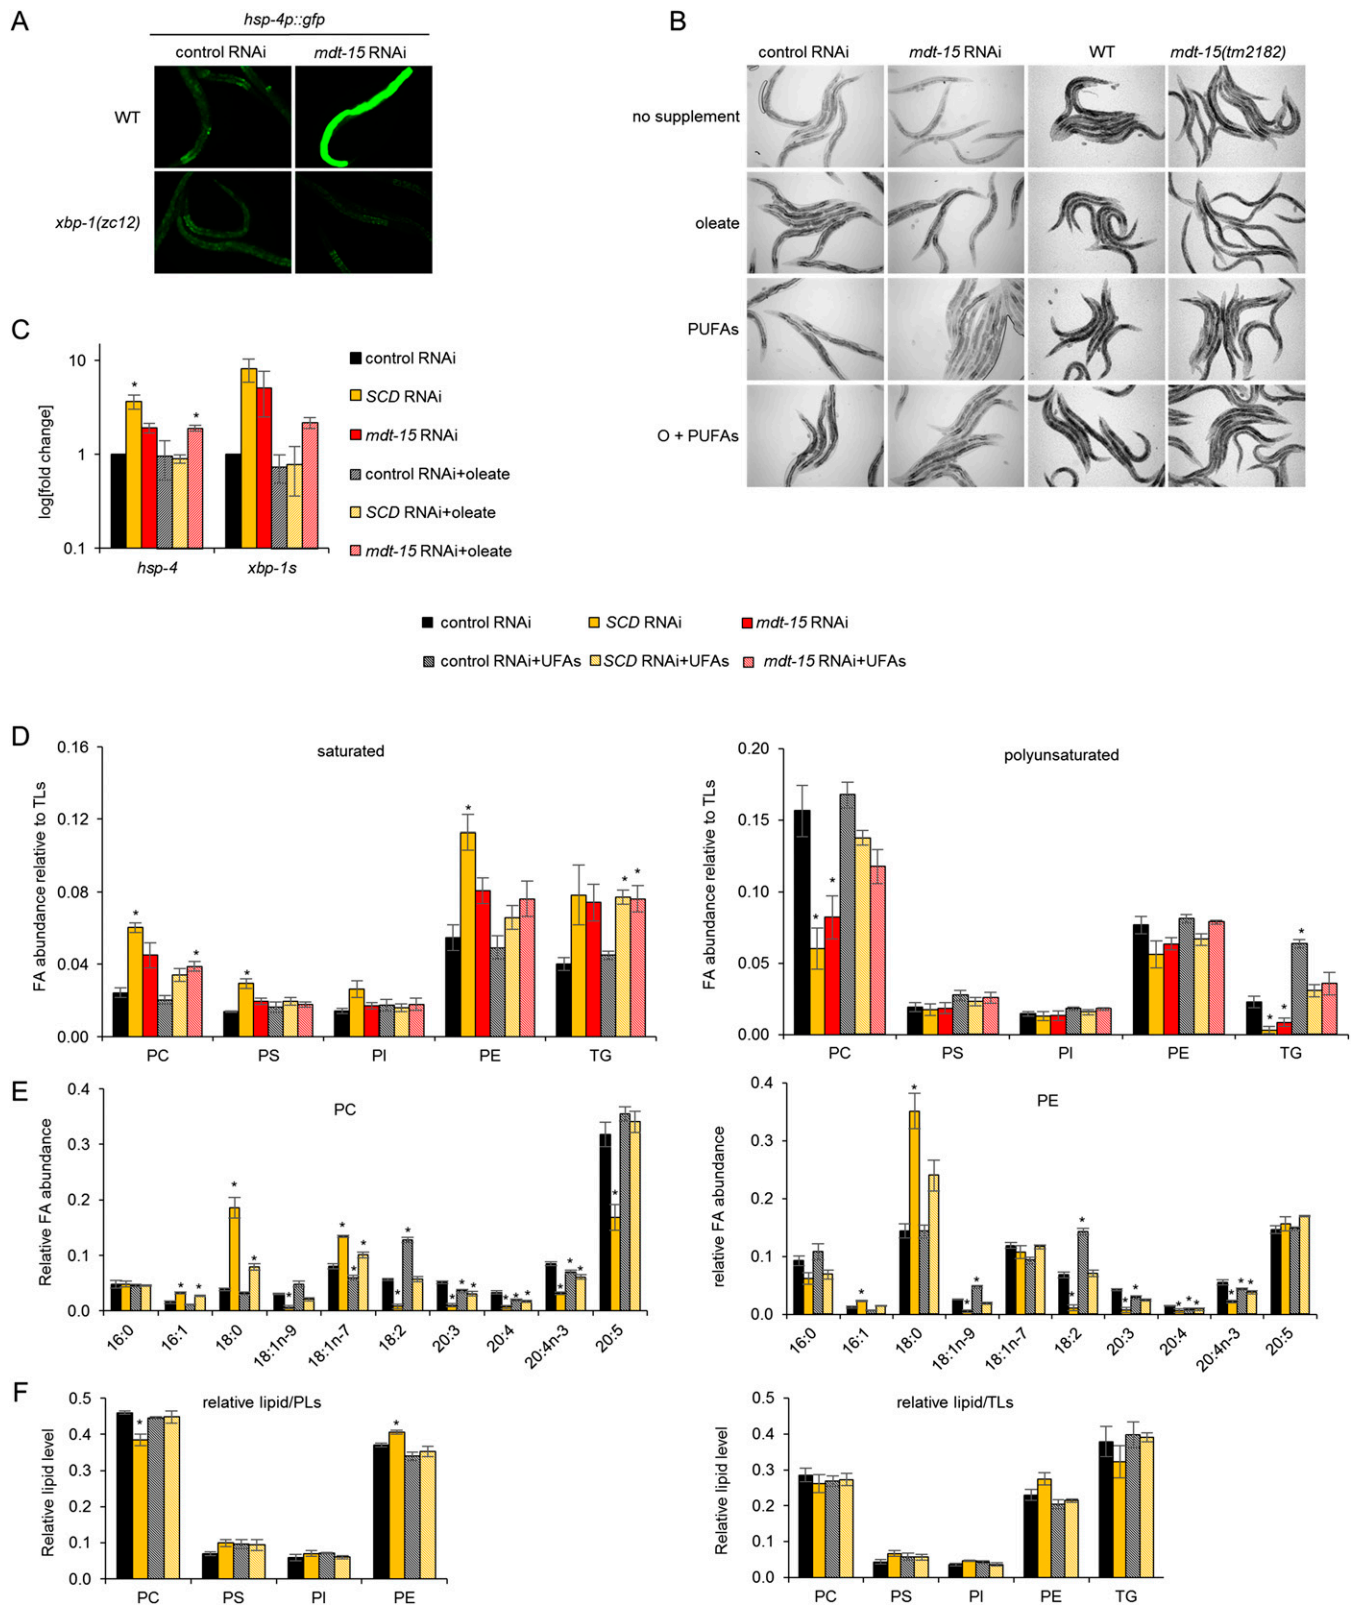 A
hsp-4p::gfp
control RNAi mdt-15 RNAi
WT
xbp-1(zc12)
B
control RNAi mdt-15 RNAi WT mdt-15(tm2182)
no supplement
oleate
PUFAs
O + PUFAs
C
log[fold change]
10
1
0.1
hsp-4 xbp-1s
* *
control RNAi
SCD RNAi
mdt-15 RNAi
control RNAi+oleate
SCD RNAi+oleate
mdt-15 RNAi+oleate
control RNAi SCD RNAi mdt-15 RNAi
control RNAi+UFAs SCD RNAi+UFAs mdt-15 RNAi+UFAs
D
saturated
FA abundance relative to TLs
0.16
0.12
0.08
0.04
0.00
* * * * * *
PC PS PI PE TG
polyunsaturated
FA abundance relative to TLs
0.20
0.15
0.10
0.05
0.00
* * * * *
PC PS PI PE TG
E
PC
Relative FA abundance
0.4
0.3
0.2
0.1
0.0
16:0 16:1 18:0 18:1n-9 18:1n-7 18:2 20:3 20:4 20:4n-3 20:5
PE
relative FA abundance
0.4
0.3
0.2
0.1
0.0
16:0 16:1 18:0 18:1n-9 18:1n-7 18:2 20:3 20:4 20:4n-3 20:5
F
relative lipid/PLs
Relative lipid level
0.5
0.4
0.3
0.2
0.1
0.0
* *
PC PS PI PE
relative lipid/TLs
Relative lipid level
0.5
0.4
0.3
0.2
0.1
0.0
PC PS PI PE TG